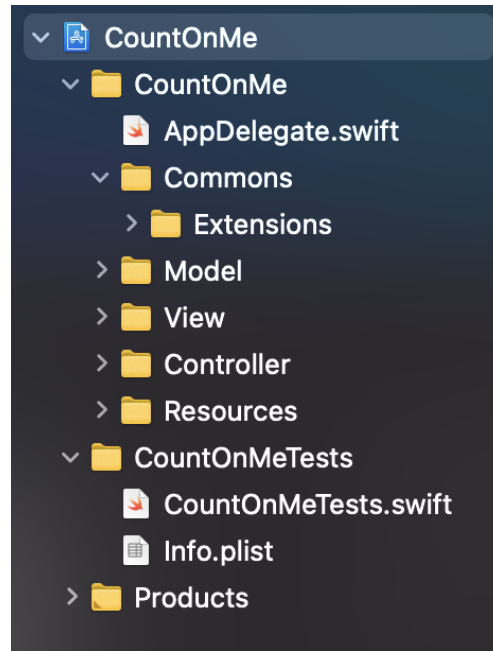 CountOnMe
CountOnMe
AppDelegate.swift
Commons
Extensions
Model
View
Controller
Resources
CountOnMeTests
CountOnMeTests.swift
Info.plist
Products